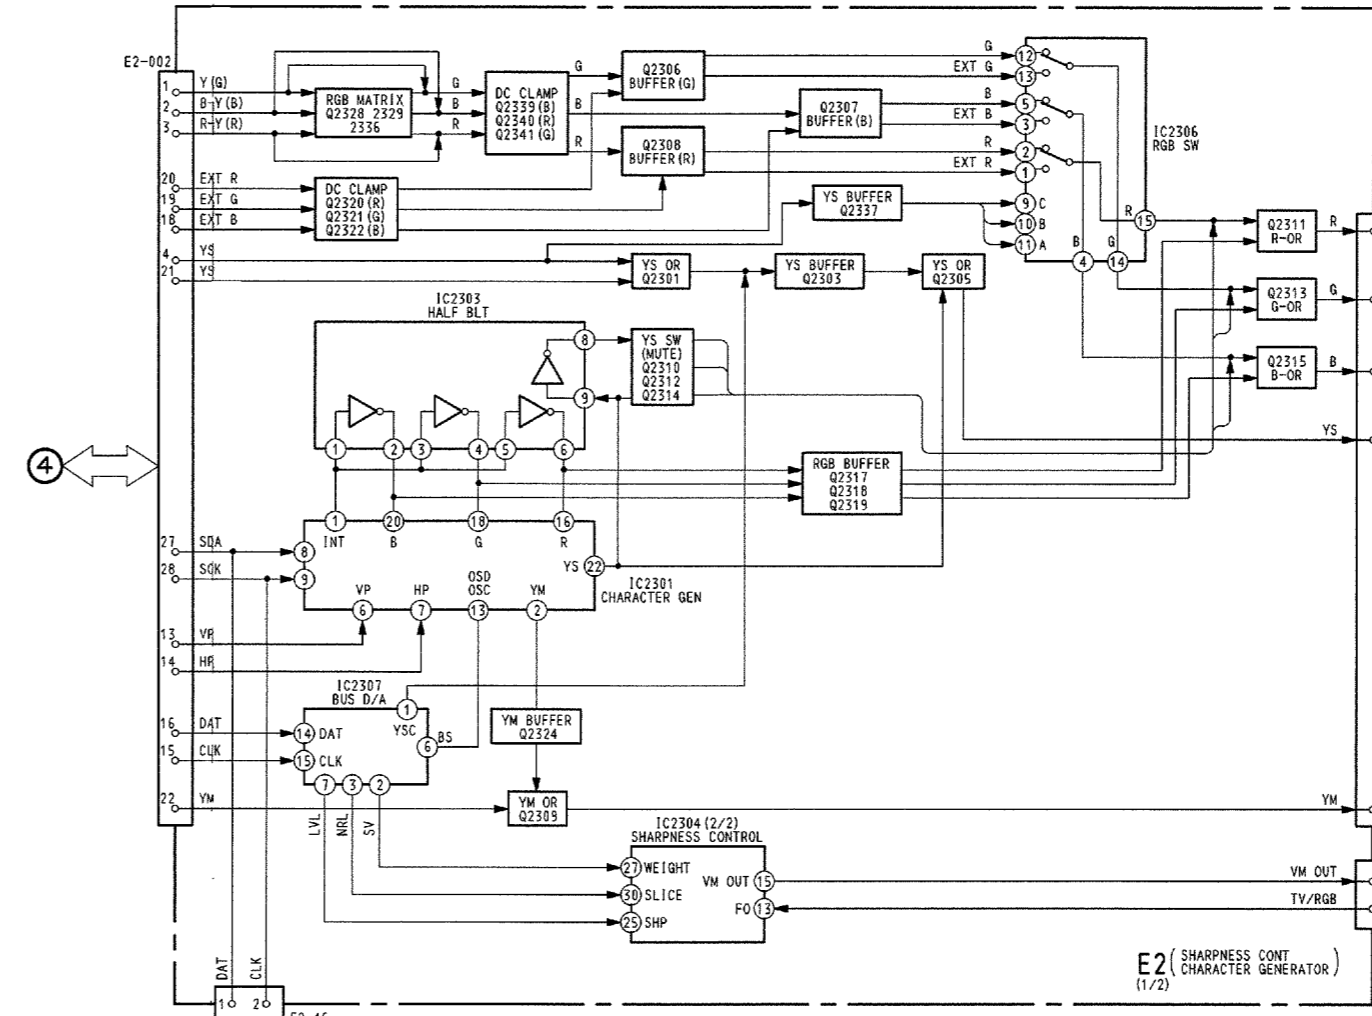 E2-002
1 Y(G)
2 B-Y(B)
3 R-Y(R)
RGB MATRIX
Q2328 2329
2336
G
B
R
DC CLAMP
Q2339(B)
Q2340(R)
Q2341(G)
G
B
R
Q2306
BUFFER(G)
Q2307
BUFFER(B)
Q2308
BUFFER(R)
G
EXT G
B
EXT B
R
EXT R
12
13
5
3
2
1
9 C
10 B
11 A
R 15
B
4
G
14
IC2306
RGB SW
20 EXT R
19 EXT G
18 EXT B
DC CLAMP
Q2320(R)
Q2321(G)
Q2322(B)
YS BUFFER
Q2337
4 YS
21 YS
YS OR
Q2301
YS BUFFER
Q2303
YS OR
Q2305
Q2311
R-OR
R
Q2313
G-OR
G
Q2315
B-OR
B
YS
IC2303
HALF BLT
8
9
1
2
3
4
5
6
YS SW
(MUTE)
Q2310
Q2312
Q2314
RGB BUFFER
Q2317
Q2318
Q2319
4
1
INT
20
B
18
G
16
R
27 SDA
28 SCK
8
9
YS 22
IC2301
CHARACTER GEN
VP
6
HP
7
OSD
OSC
13
YM
2
13 VP
14 HP
IC2307
BUS D/A
1
YSC
16 DAT
15 CLK
14 DAT
15 CLK
6 BS
7
3
2
LVL
NRL
SV
YM BUFFER
Q2324
22 YM
YM OR
Q2309
YM
IC2304(2/2)
SHARPNESS CONTROL
27 WEIGHT
30 SLICE
25 SHP
VM OUT 15
FO 13
VM OUT
TV/RGB
E2 (SHARPNESS CONT
CHARACTER GENERATOR)
(1/2)
DAT
CLK
1
2